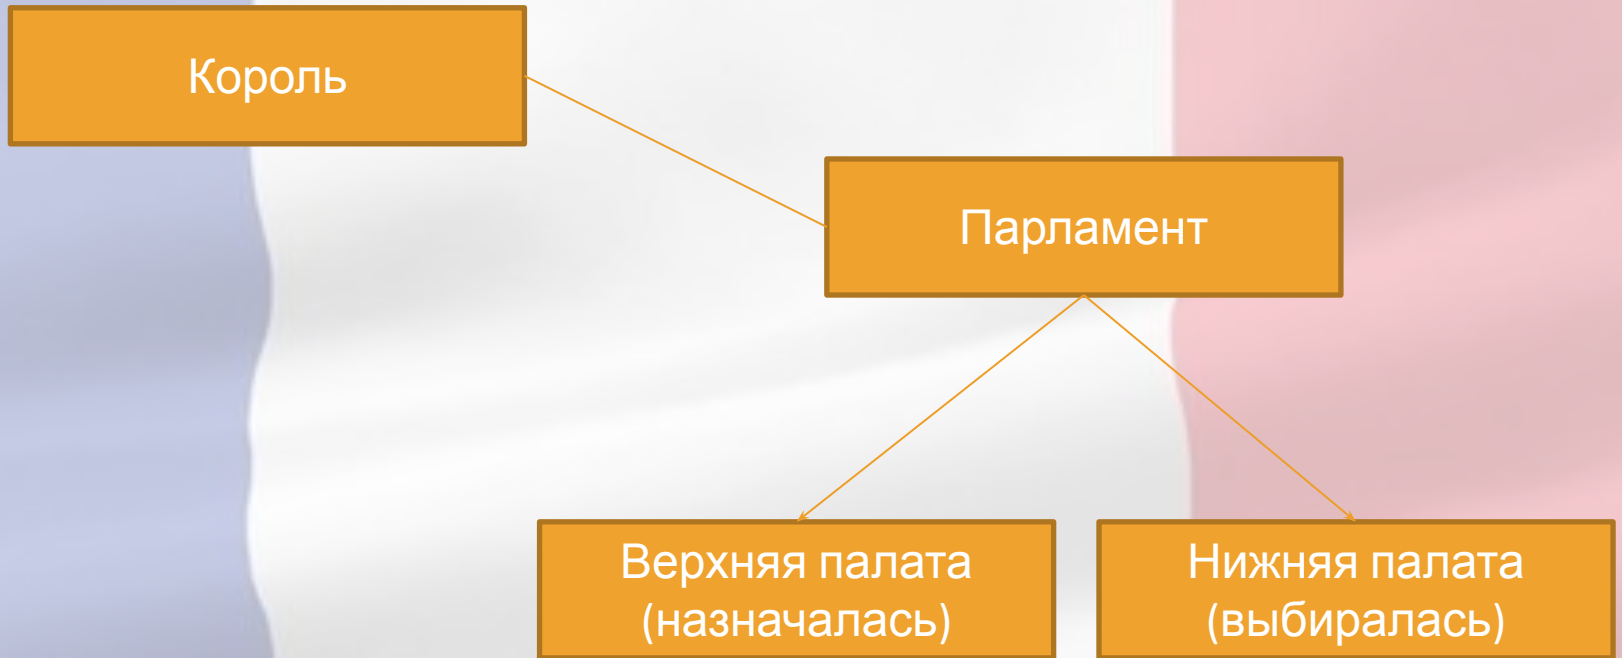 Король
Парламент
Верхняя палата
(назначалась)
Нижняя палата
(выбиралась)